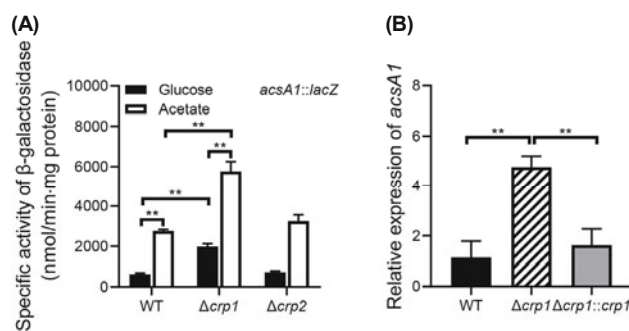 (A)
Specific activity of β-galactosidase
(nmol/min·mg protein)
10000
8000
6000
4000
2000
0
Glucose
Acetate
acsA1::lacZ
**
**
**
**
WT
Δcrp1
Δcrp2
(B)
Relative expression of acsA1
8
6
4
2
0
**
**
WT
Δcrp1
Δcrp1::crp1